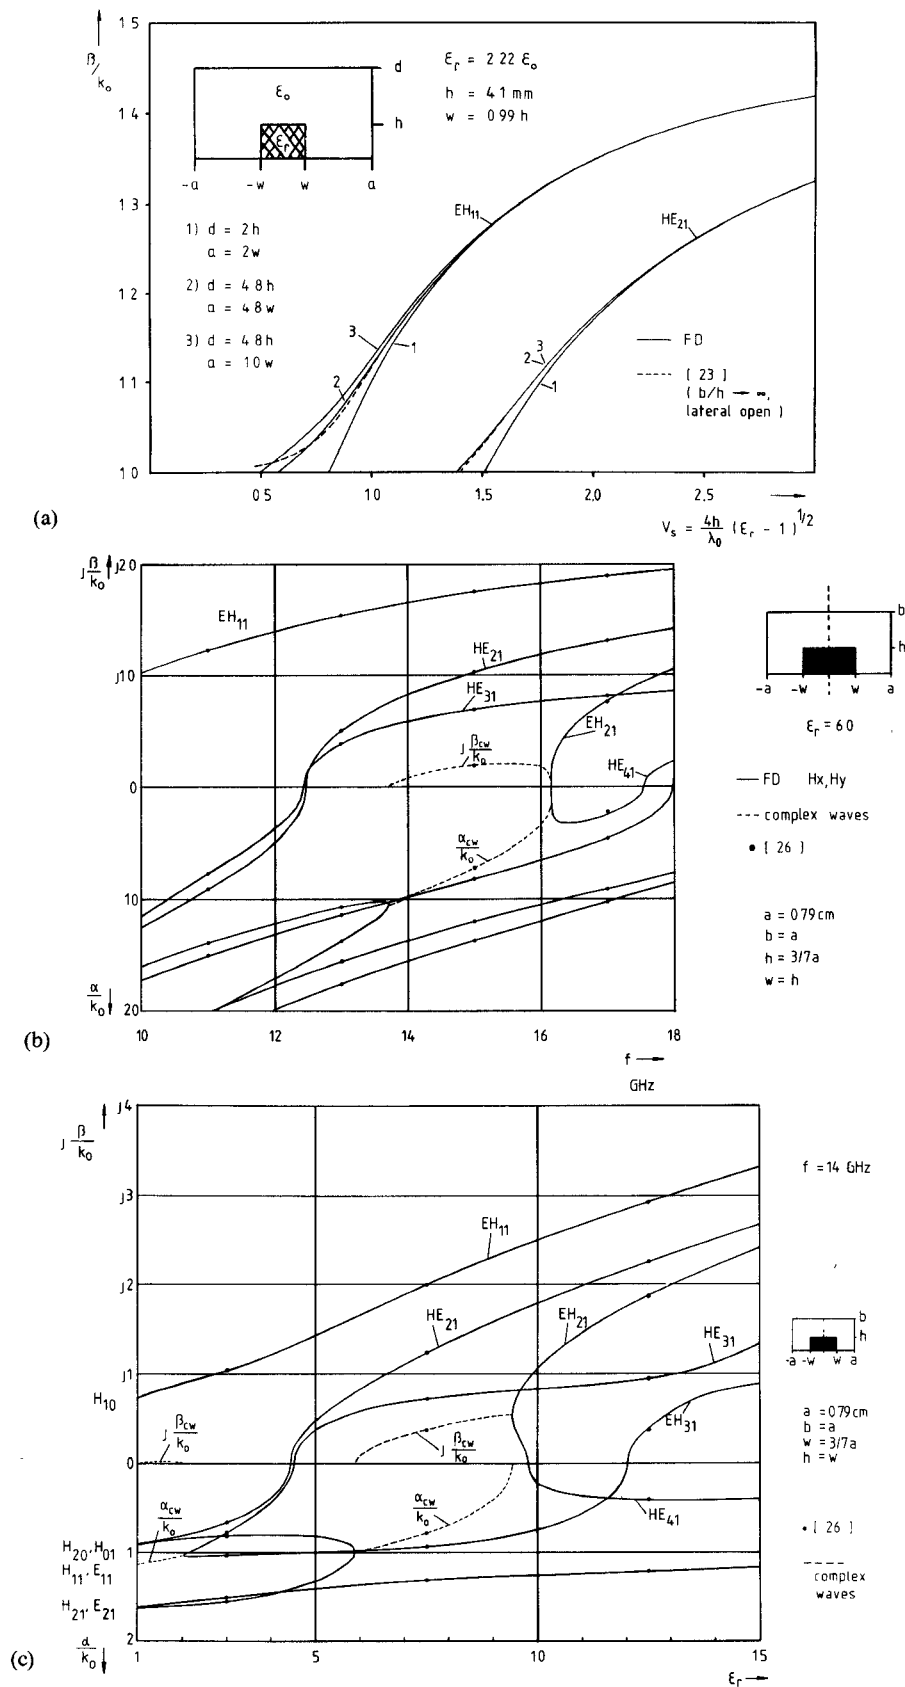 β/k₀
1 5
1 4
1 3
1 2
1 1
1 0
d
ε₀
h
εᵣ
-a -w w a
εᵣ = 2 22 ε₀
h = 4 1 mm
w = 0 99 h
1) d = 2h
a = 2w
2) d = 4 8 h
a = 4 8 w
3) d = 4 8 h
a = 10 w
EH₁₁
HE₂₁
3
1
2
3
2
1
FD
[ 23 ]
( b/h → ∞,
lateral open )
0 5 1 0 1 5 2 0 2 5
Vₛ = 4h/λ₀ (εᵣ - 1)^1/2
(a)
j β/k₀
j2 0
j10
0
10
20
α/k₀
EH₁₁
HE₂₁
HE₃₁
EH₂₁
HE₄₁
j βcw/k₀
αcw/k₀
10 12 14 16 18
f
GHz
b
h
-a -w w a
εᵣ = 6 0
FD Hx, Hy
complex waves
[ 26 ]
a = 0 79 cm
b = a
h = 3/7 a
w = h
(b)
j β/k₀
j4
j3
j2
j1
H₁₀
0
H₂₀, H₀₁
1
H₁₁, E₁₁
H₂₁, E₂₁
2
α/k₀
EH₁₁
HE₂₁
EH₂₁
HE₃₁
EH₃₁
HE₄₁
j βcw/k₀
αcw/k₀
j βcw/k₀
αcw/k₀
1 5 10 15
εᵣ
f = 14 GHz
b
h
-a -w w a
a = 0 79 cm
b = a
w = 3/7 a
h = w
[ 26 ]
complex
waves
(c)